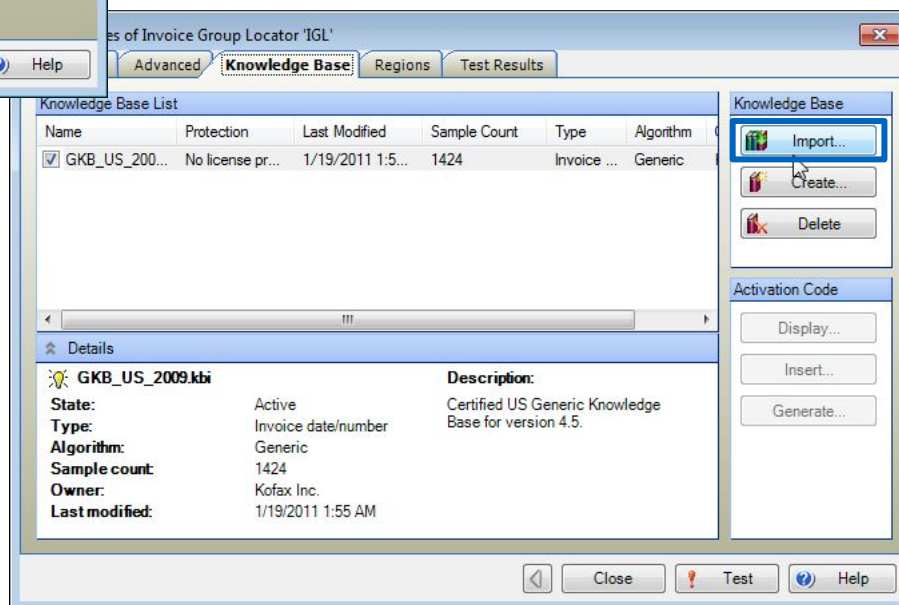 Help
es of Invoice Group Locator 'IGL'
Advanced Knowledge Base Regions Test Results
Knowledge Base List
Name Protection Last Modified Sample Count Type Algorithm
GKB_US_200... No license pr... 1/19/2011 1:5... 1424 Invoice ... Generic
Details
GKB_US_2009.kbi
State: Active
Type: Invoice date/number
Algorithm: Generic
Sample count: 1424
Owner: Kofax Inc.
Last modified: 1/19/2011 1:55 AM
Description:
Certified US Generic Knowledge
Base for version 4.5.
Knowledge Base
Import...
Create...
Delete
Activation Code
Display...
Insert...
Generate...
Close Test Help